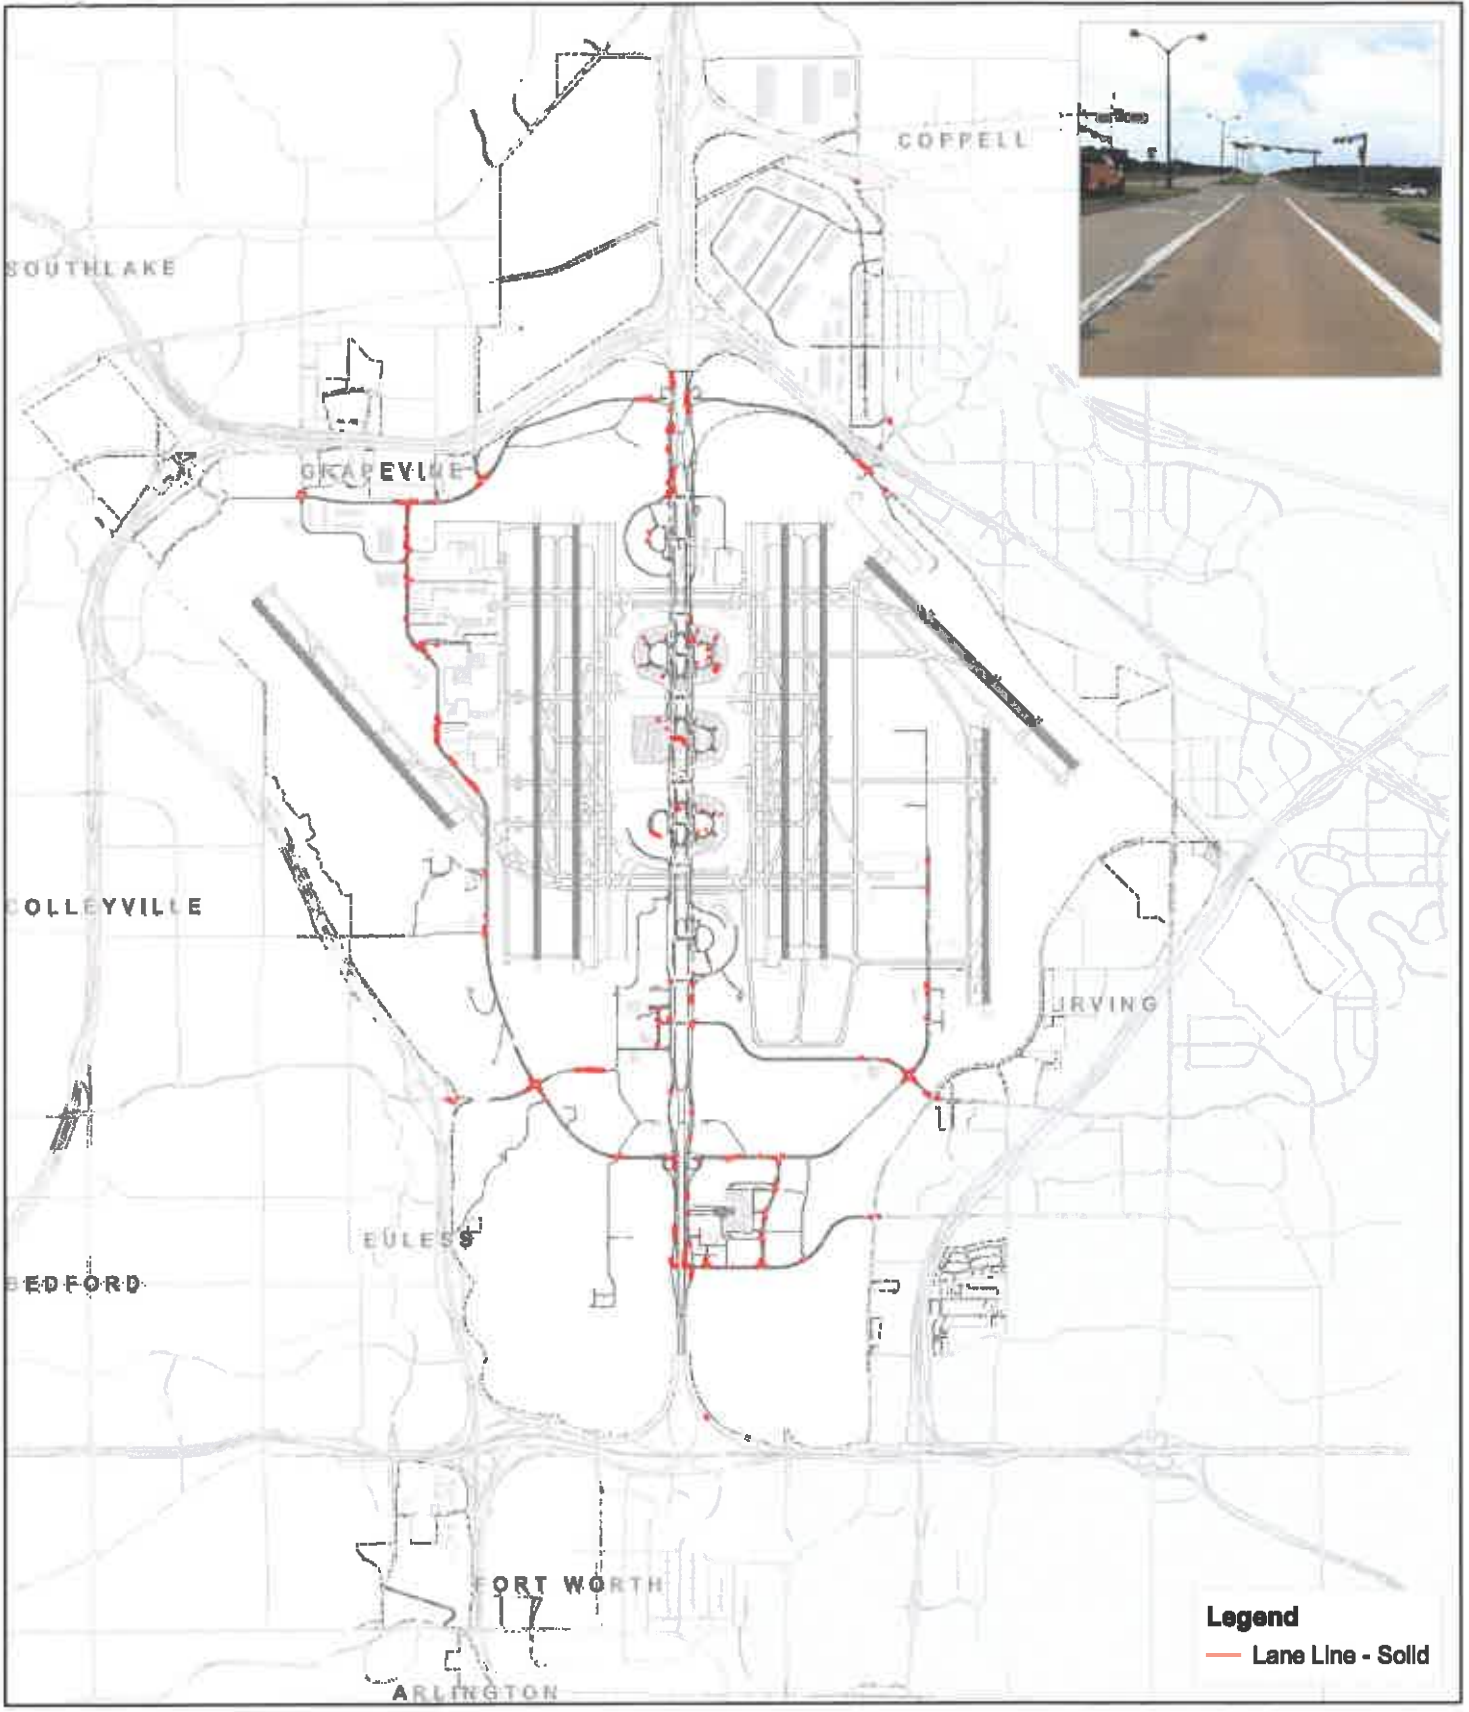 COPPELL
SOUTHLAKE
GRAPEVINE
COLLEYVILLE
IRVING
EULESS
BEDFORD
FORT WORTH
ARLINGTON
Legend
Lane Line - Solid